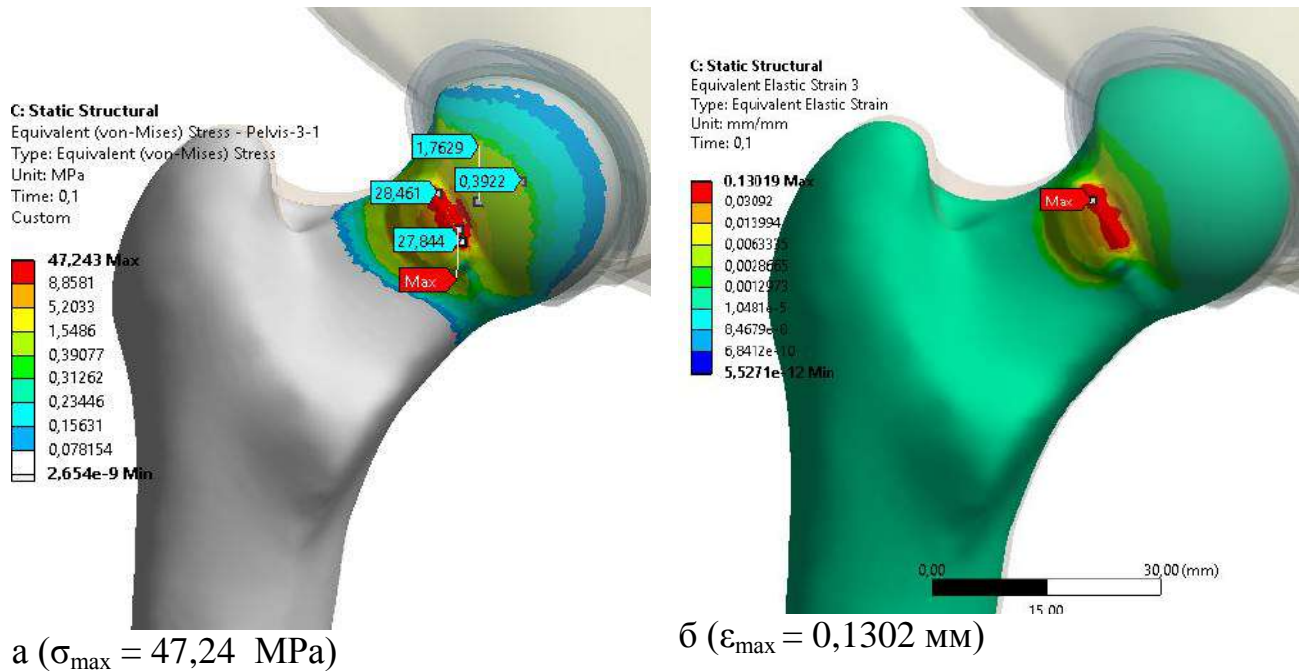 C: Static Structural
Equivalent (von-Mises) Stress - Pelvis-3-1
Type: Equivalent (von-Mises) Stress
Unit: MPa
Time: 0,1
Custom
47,243 Max
8,8581
5,2033
1,5486
0,39077
0,31262
0,23446
0,15631
0,078154
2,654e-9 Min
1,7629
0,3922
28,461
27,844
Max
а (σmax = 47,24 MPa)
C: Static Structural
Equivalent Elastic Strain 3
Type: Equivalent Elastic Strain
Unit: mm/mm
Time: 0,1
0,13019 Max
0,03092
0,013994
0,0063335
0,0028665
0,0012973
1,0481e-5
8,4679e-8
6,8412e-10
5,5271e-12 Min
Max
0,00
30,00 (mm)
15,00
б (εmax = 0,1302 мм)